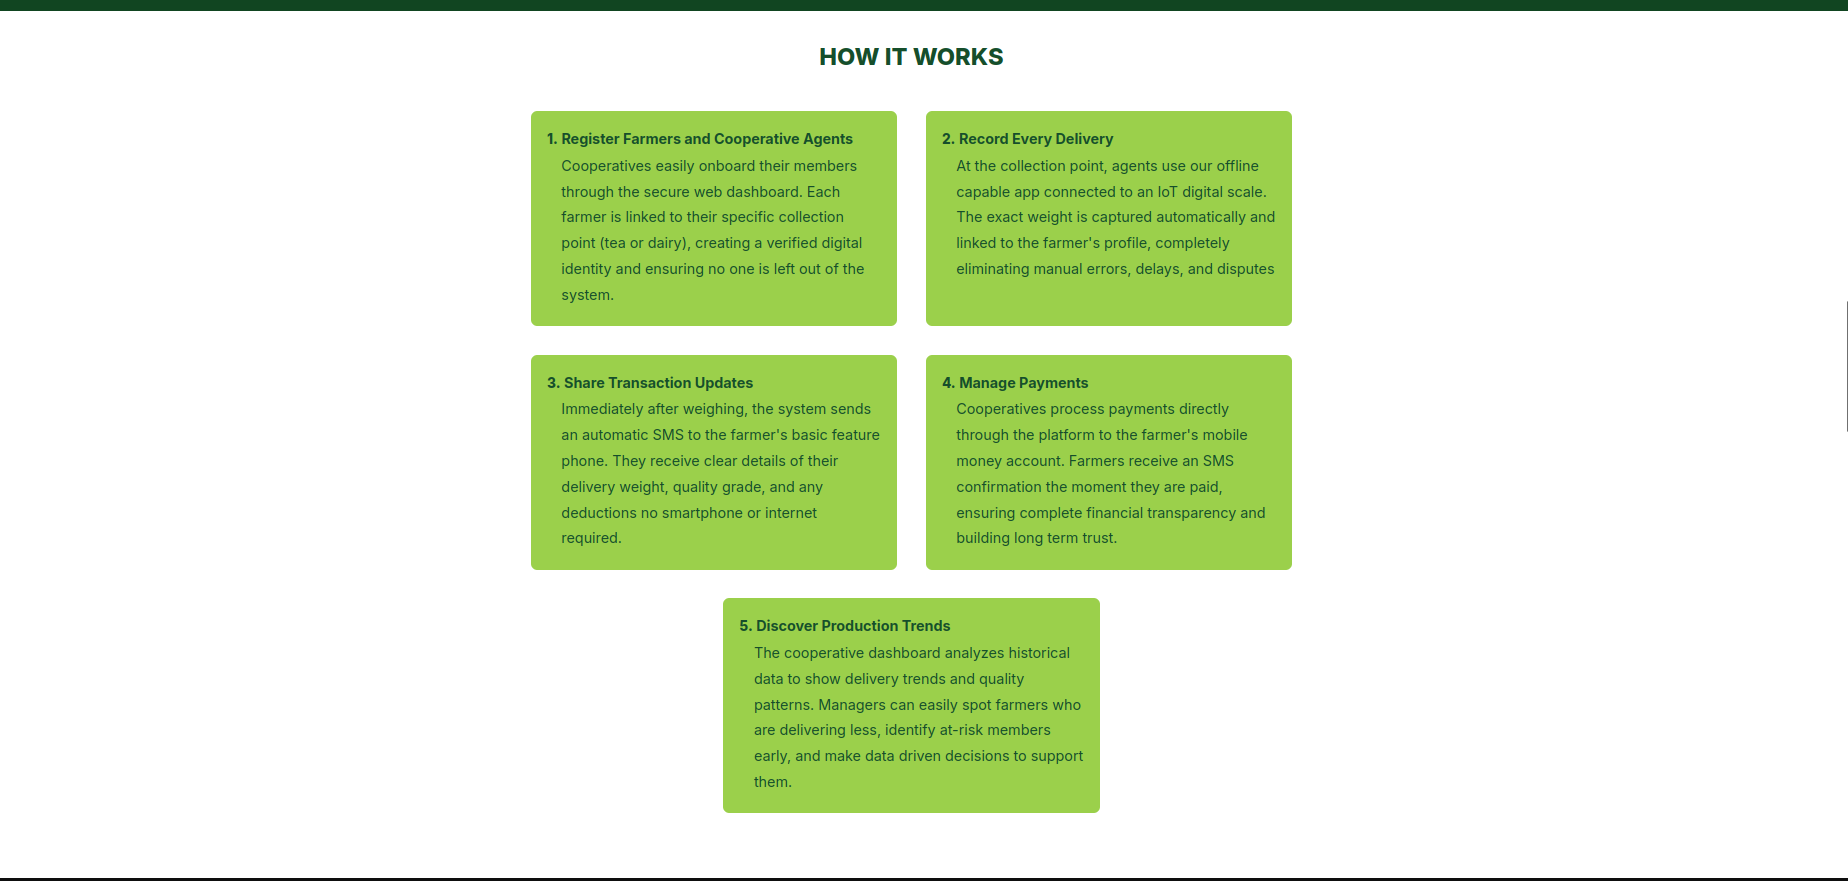 HOW IT WORKS
1. Register Farmers and Cooperative Agents
Cooperatives easily onboard their members
through the secure web dashboard. Each
farmer is linked to their specific collection
point (tea or dairy), creating a verified digital
identity and ensuring no one is left out of the
system.
2. Record Every Delivery
At the collection point, agents use our offline
capable app connected to an IoT digital scale.
The exact weight is captured automatically and
linked to the farmer's profile, completely
eliminating manual errors, delays, and disputes
3. Share Transaction Updates
Immediately after weighing, the system sends
an automatic SMS to the farmer's basic feature
phone. They receive clear details of their
delivery weight, quality grade, and any
deductions no smartphone or internet
required.
4. Manage Payments
Cooperatives process payments directly
through the platform to the farmer's mobile
money account. Farmers receive an SMS
confirmation the moment they are paid,
ensuring complete financial transparency and
building long term trust.
5. Discover Production Trends
The cooperative dashboard analyzes historical
data to show delivery trends and quality
patterns. Managers can easily spot farmers who
are delivering less, identify at-risk members
early, and make data driven decisions to support
them.